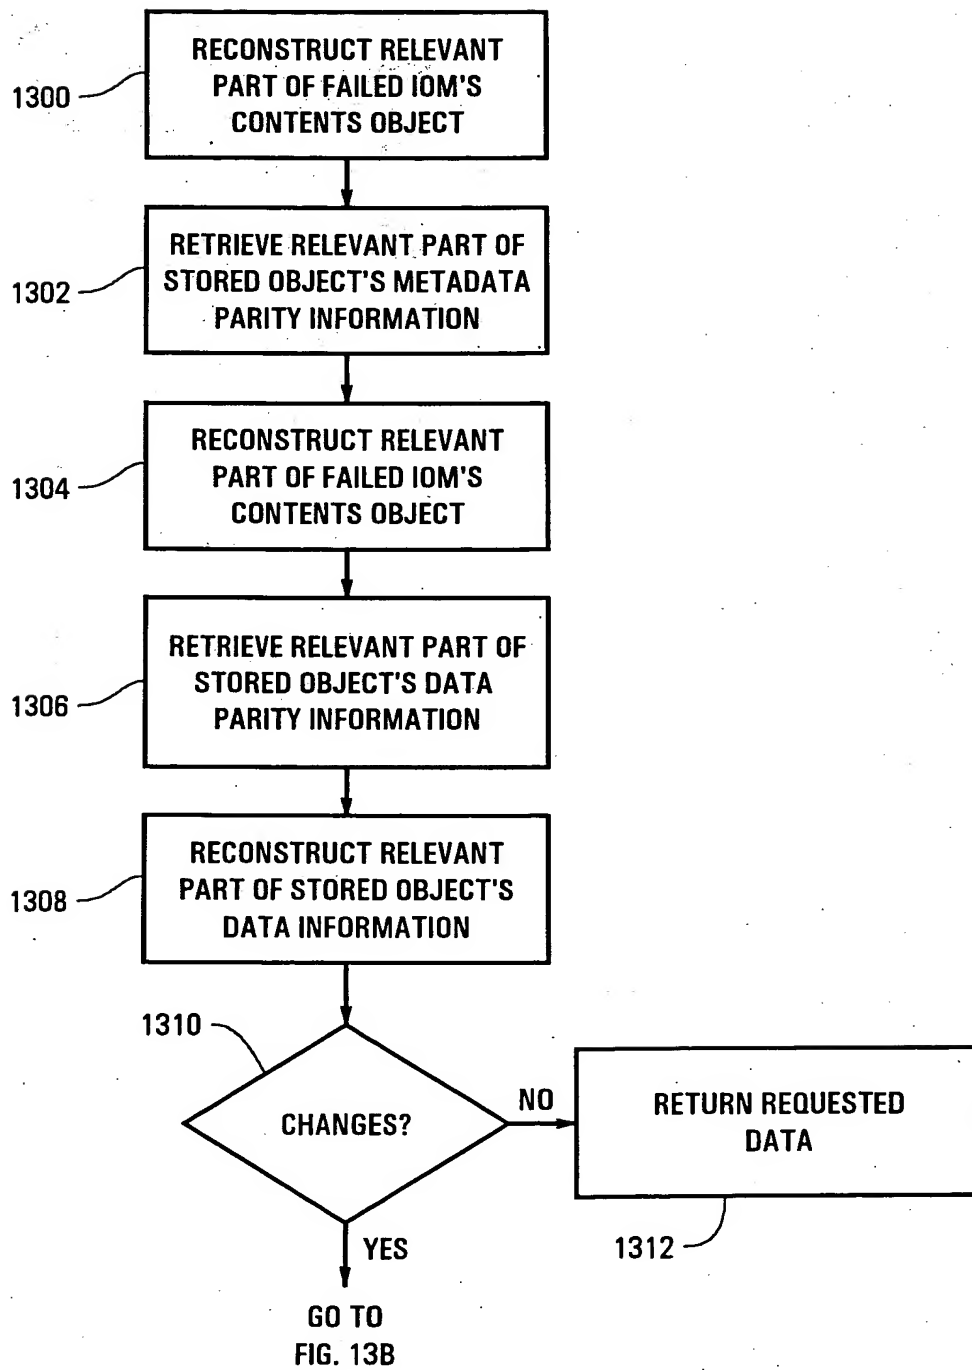 RECONSTRUCT RELEVANT
PART OF FAILED IOM'S
CONTENTS OBJECT
1300
RETRIEVE RELEVANT PART OF
STORED OBJECT'S METADATA
PARITY INFORMATION
1302
RECONSTRUCT RELEVANT
PART OF FAILED IOM'S
CONTENTS OBJECT
1304
RETRIEVE RELEVANT PART OF
STORED OBJECT'S DATA
PARITY INFORMATION
1306
RECONSTRUCT RELEVANT
PART OF STORED OBJECT'S
DATA INFORMATION
1308
1310
CHANGES?
NO
RETURN REQUESTED
DATA
1312
YES
GO TO
FIG. 13B